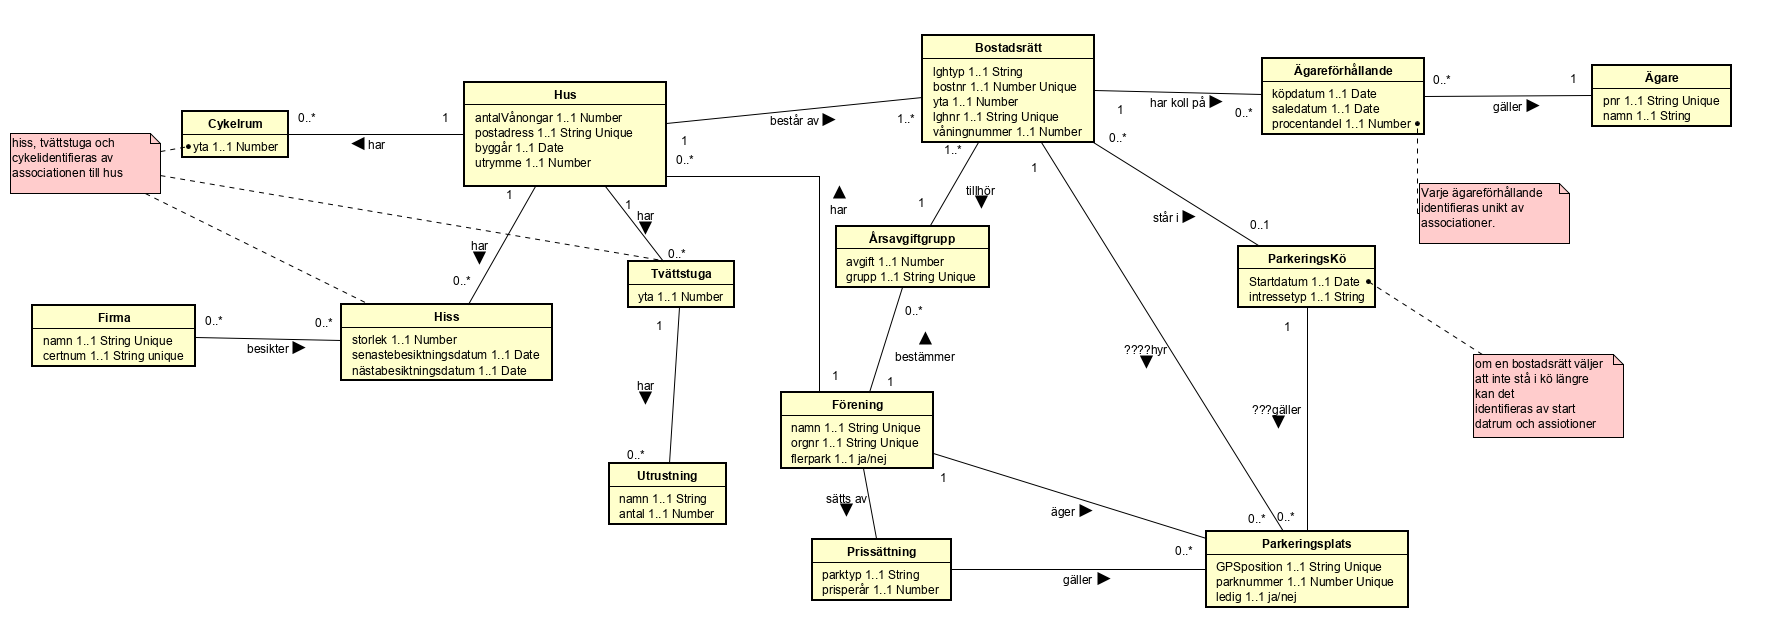 Bostadsrätt
lghtyp 1..1 String
bostnr 1..1 Number Unique
yta 1..1 Number
lghnr 1..1 String Unique
våningnummer 1..1 Number
Ägareförhållande
köpdatum 1..1 Date
saledatum 1..1 Date
procentandel 1..1 Number
Ägare
pnr 1..1 String Unique
namn 1..1 String
0..*
1
gäller
har koll på
1
0..*
Hus
antalVånongar 1..1 Number
postadress 1..1 String Unique
byggår 1..1 Date
utrymme 1..1 Number
består av
1
1..*
0..*
Cykelrum
yta 1..1 Number
0..*
1
har
hiss, tvättstuga och
cykelidentifieras av
associationen till hus
Varje ägareförhållande
identifieras unikt av
associationer.
1
har
0..*
1
har
0..*
har
1..*
tillhör
1
1
0..*
står i
0..1
Årsavgiftgrupp
avgift 1..1 Number
grupp 1..1 String Unique
ParkeringsKö
Startdatum 1..1 Date
intressetyp 1..1 String
Tvättstuga
yta 1..1 Number
Firma
namn 1..1 String Unique
certnum 1..1 String unique
0..*
0..*
besikter
Hiss
storlek 1..1 Number
senastebesiktningsdatum 1..1 Date
nästabesiktningsdatum 1..1 Date
1
har
0..*
0..*
bestämmer
1
1
????hyr
1
???gäller
om en bostadsrätt väljer
att inte stå i kö längre
kan det
identifieras av start
datrum och assiotioner
Förening
namn 1..1 String Unique
orgnr 1..1 String Unique
flerpark 1..1 ja/nej
Utrustning
namn 1..1 String
antal 1..1 Number
sätts av
1
äger
0..*
0..*
0..*
Prissättning
parktyp 1..1 String
prisperår 1..1 Number
gäller
Parkeringsplats
GPSposition 1..1 String Unique
parknummer 1..1 Number Unique
ledig 1..1 ja/nej